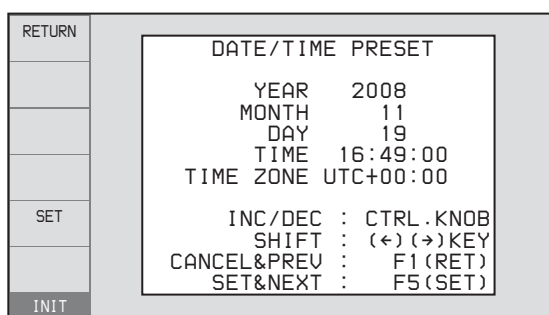 RETURN
DATE/TIME PRESET
YEAR 2008
MONTH 11
DAY 19
TIME 16:49:00
TIME ZONE UTC+00:00
SET
INC/DEC : CTRL.KNOB
SHIFT : (←)(→)KEY
CANCEL&PREV : F1(RET)
SET&NEXT : F5(SET)
INIT